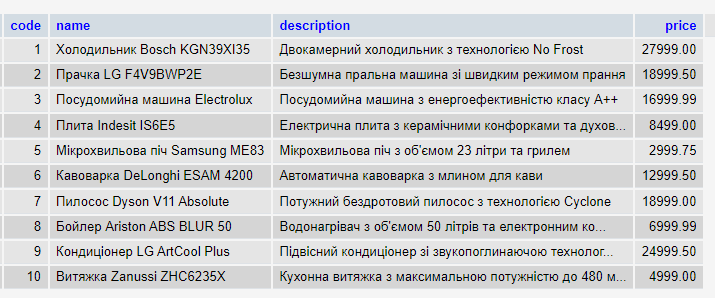 code name description price
1 Холодильник Bosch KGN39XI35 Двокамерний холодильник з технологією No Frost 27999.00
2 Прачка LG F4V9BWP2E Безшумна пральна машина зі швидким режимом прання 18999.50
3 Посудомийна машина Electrolux Посудомийна машина з енергоефективністю класу A++ 16999.99
4 Плита Indesit IS6E5 Електрична плита з керамічними конфорками та духов... 8499.00
5 Мікрохвильова піч Samsung ME83 Мікрохвильова піч з об'ємом 23 літри та грилем 2999.75
6 Кавоварка DeLonghi ESAM 4200 Автоматична кавоварка з млином для кави 12999.50
7 Пилосос Dyson V11 Absolute Потужний бездротовий пилосос з технологією Cyclone 18999.00
8 Бойлер Ariston ABS BLUR 50 Водонагрівач з об'ємом 50 літрів та електронним ко... 6999.99
9 Кондиціонер LG ArtCool Plus Підвісний кондиціонер зі звукопоглинаючою технолог... 24999.50
10 Витяжка Zanussi ZHC6235X Кухонна витяжка з максимальною потужністю до 480 м... 4999.00